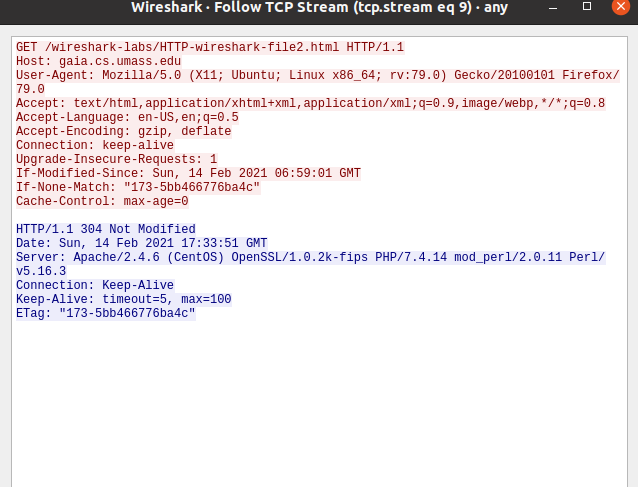 Wireshark · Follow TCP Stream (tcp.stream eq 9) · any
GET /wireshark-labs/HTTP-wireshark-file2.html HTTP/1.1
Host: gaia.cs.umass.edu
User-Agent: Mozilla/5.0 (X11; Ubuntu; Linux x86_64; rv:79.0) Gecko/20100101 Firefox/
79.0
Accept: text/html,application/xhtml+xml,application/xml;q=0.9,image/webp,*/*;q=0.8
Accept-Language: en-US,en;q=0.5
Accept-Encoding: gzip, deflate
Connection: keep-alive
Upgrade-Insecure-Requests: 1
If-Modified-Since: Sun, 14 Feb 2021 06:59:01 GMT
If-None-Match: "173-5bb466776ba4c"
Cache-Control: max-age=0
HTTP/1.1 304 Not Modified
Date: Sun, 14 Feb 2021 17:33:51 GMT
Server: Apache/2.4.6 (CentOS) OpenSSL/1.0.2k-fips PHP/7.4.14 mod_perl/2.0.11 Perl/
v5.16.3
Connection: Keep-Alive
Keep-Alive: timeout=5, max=100
ETag: "173-5bb466776ba4c"